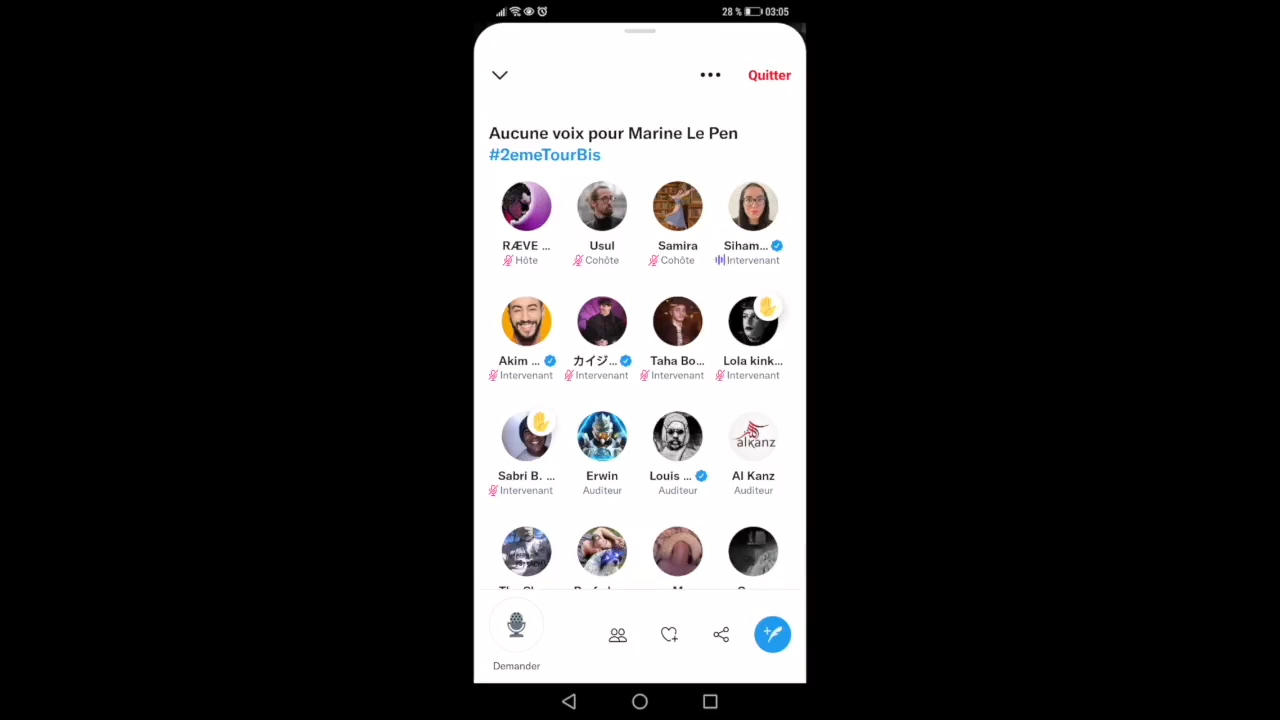 28 % 03:05
Quitter
Aucune voix pour Marine Le Pen
#2emeTourBis
RÆVE ... Usul Samira Siham...
Hôte Cohôte Cohôte Intervenant
Akim ... カイジ... Taha Bo... Lola kink...
Intervenant Intervenant Intervenant Intervenant
alkanz
Sabri B. ... Erwin Louis ... Al Kanz
Intervenant Auditeur Auditeur Auditeur
Demander